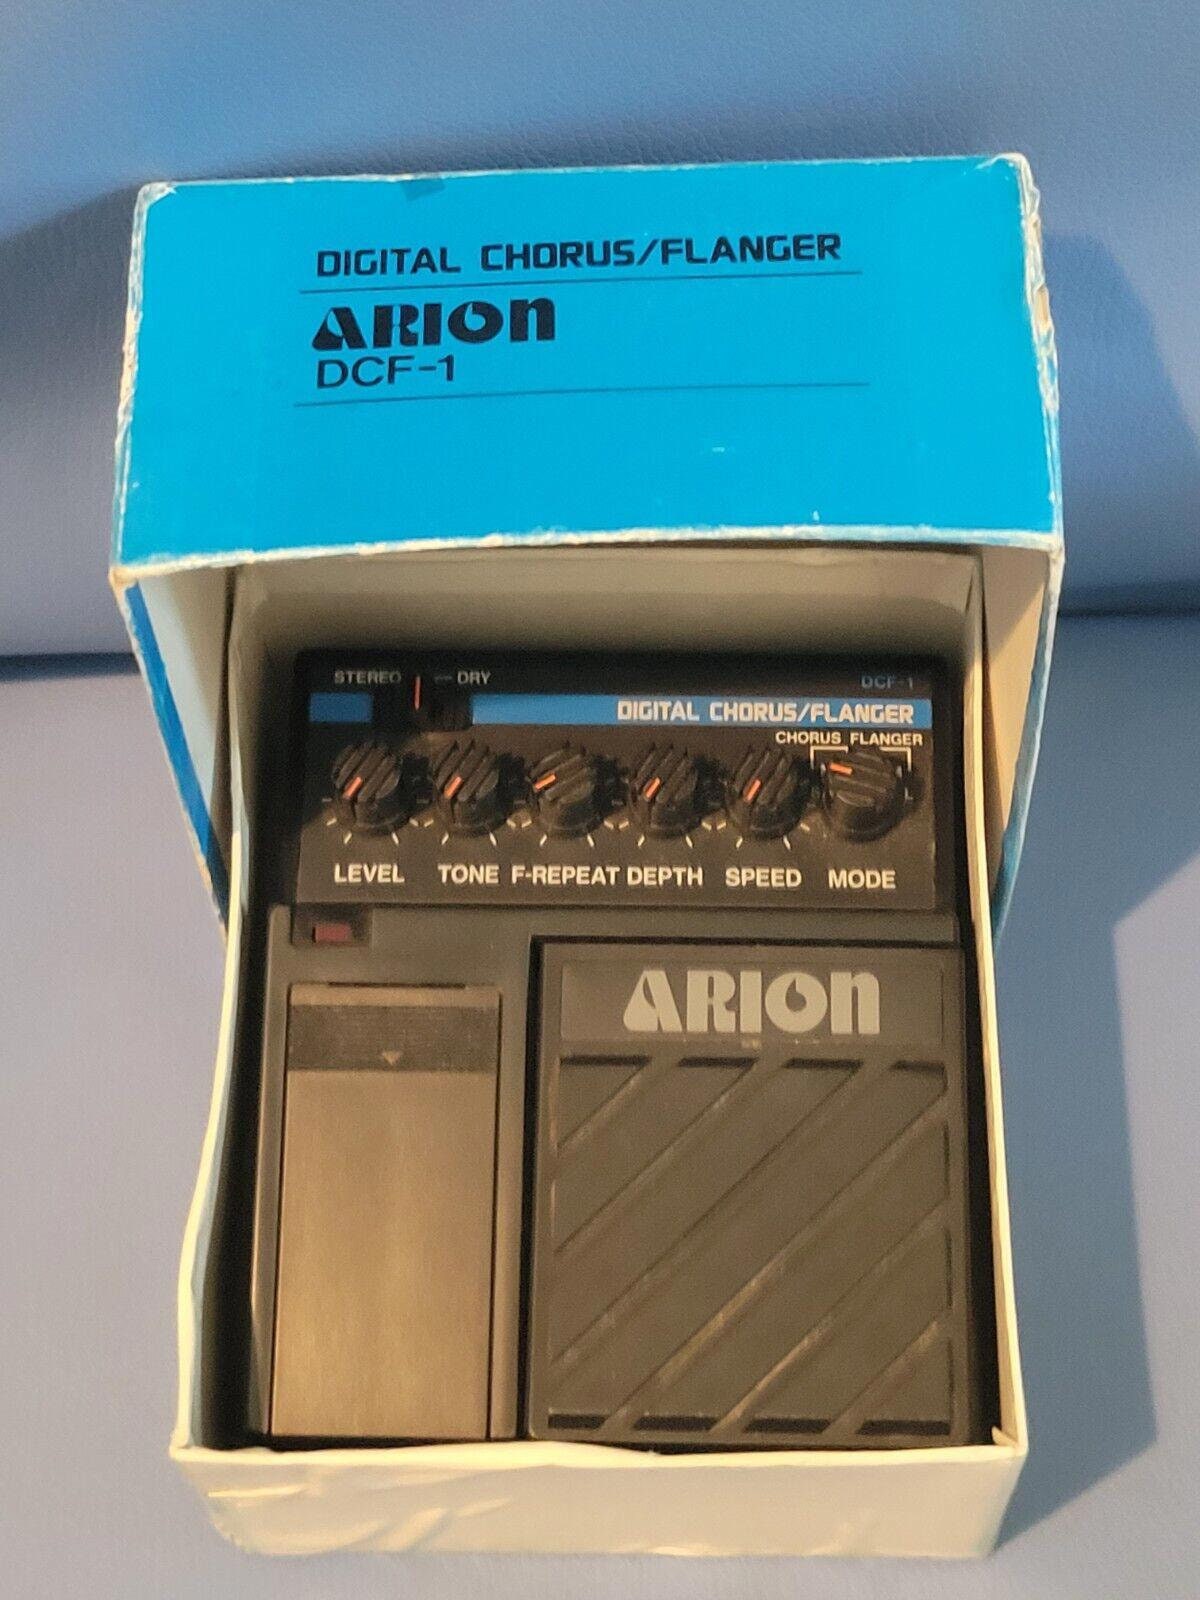 DIGITAL CHORUS/FLANGER
ARION
DCF-1
STEREO DRY DCF-1
DIGITAL CHORUS/FLANGER
CHORUS FLANGER
LEVEL TONE F-REPEAT DEPTH SPEED MODE
ARION